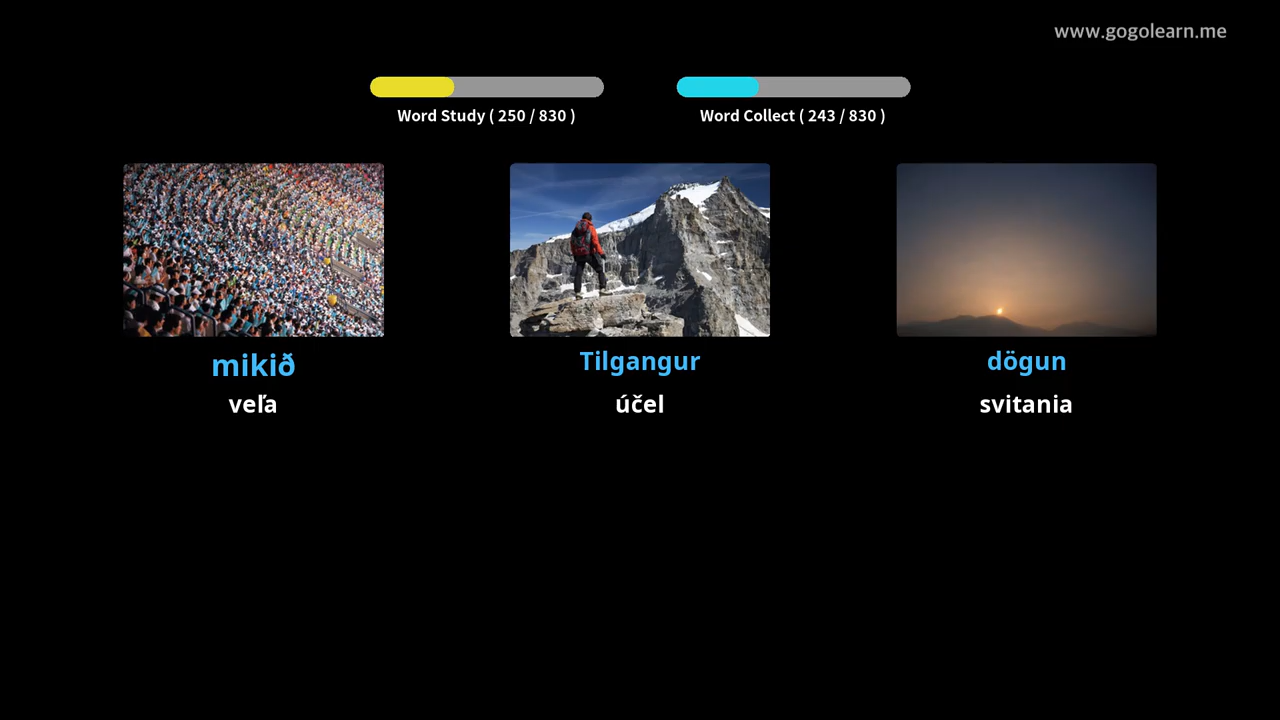 www.gogolearn.me
Word Study ( 250 / 830 )
Word Collect ( 243 / 830 )
mikið
Tilgangur
dögun
veľa
účel
svitania